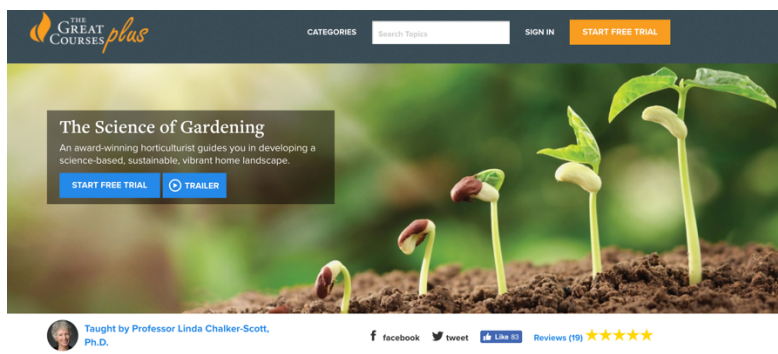 THE
GREAT
COURSES plus
CATEGORIES
Search Topics
SIGN IN
START FREE TRIAL
The Science of Gardening
An award-winning horticulturist guides you in developing a
science-based, sustainable, vibrant home landscape.
START FREE TRIAL
TRAILER
Taught by Professor Linda Chalker-Scott,
Ph.D.
f facebook
tweet
Like 83
Reviews (19)